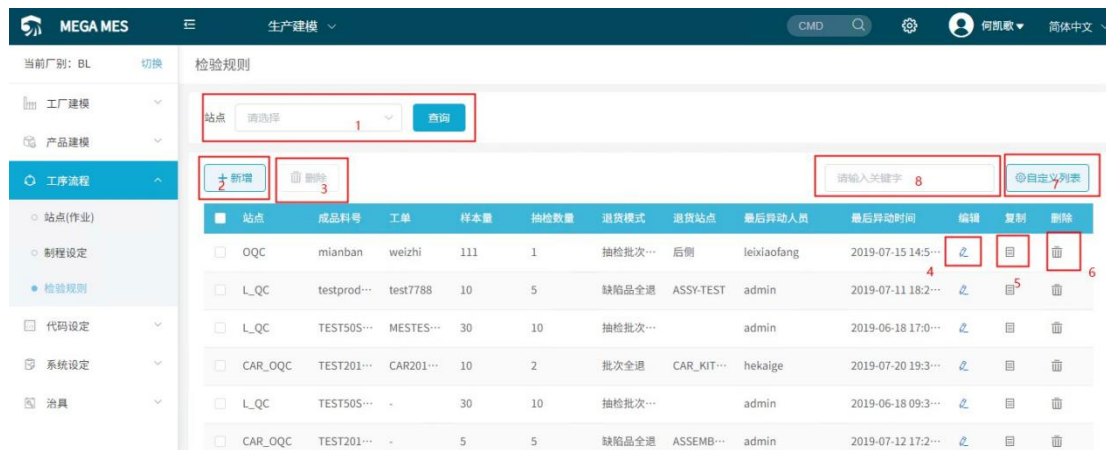 MEGA MES 生产建模 CMD 何凯歌 简体中文
当前厂别：BL 切换 检验规则
工厂建模
站点 请选择 1 查询
产品建模
工序流程 +新增 2 删除 3 请输入关键字 8 自定义列表 7
站点(作业) 站点 成品料号 工单 样本量 抽检数量 退货模式 退货站点 最后异动人员 最后异动时间 编辑 复制 删除
制程设定 OQC mianban weizhi 111 1 抽检批次… 后侧 leixiaofang 2019-07-15 14:5…
4 5 6
检验规则 L_QC testprod… test7788 10 5 缺陷品全退 ASSY-TEST admin 2019-07-11 18:2…
代码设定 L_QC TEST50S… MESTES… 30 10 抽检批次… admin 2019-06-18 17:0…
系统设定 CAR_OQC TEST201… CAR201… 10 2 批次全退 CAR_KIT… hekaige 2019-07-20 19:3…
治具 L_QC TEST50S… - 30 10 抽检批次… admin 2019-06-18 09:3…
CAR_OQC TEST201… - 5 5 缺陷品全退 ASSEMB… admin 2019-07-12 17:2…